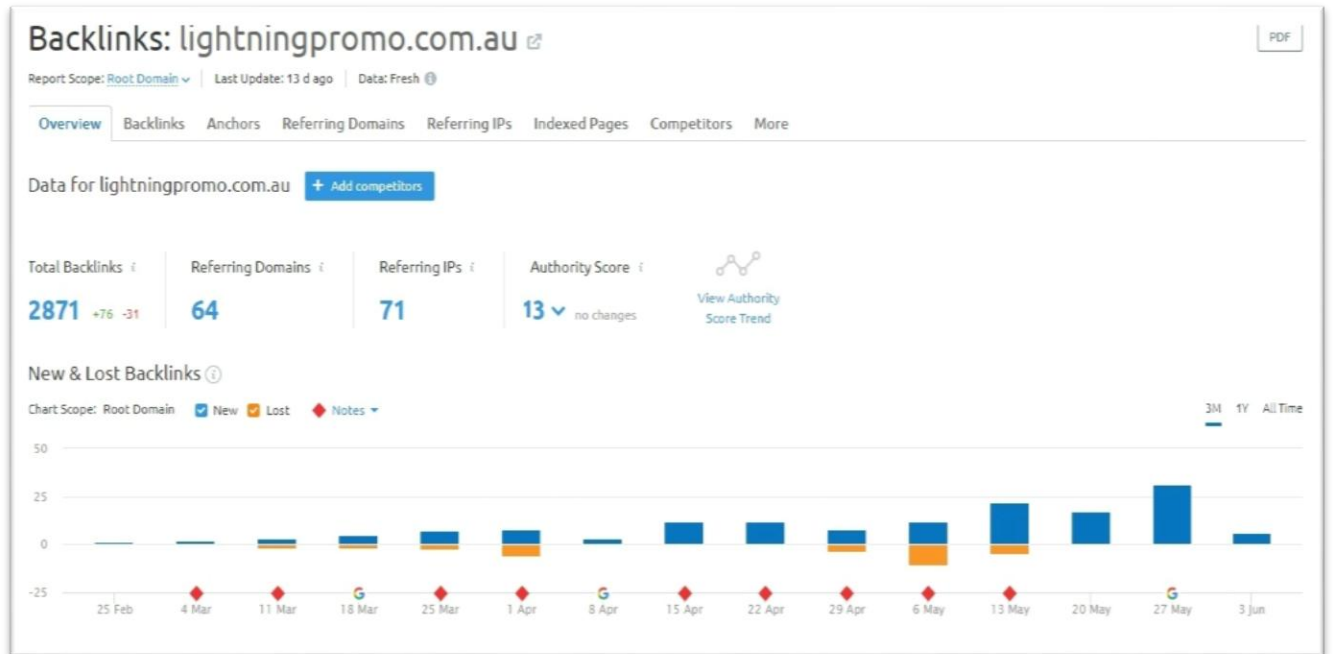 Backlinks: lightningpromo.com.au
PDF
Report Scope: Root Domain Last Update: 13 d ago Data: Fresh
Overview Backlinks Anchors Referring Domains Referring IPs Indexed Pages Competitors More
Data for lightningpromo.com.au + Add competitors
Total Backlinks i Referring Domains i Referring IPs i Authority Score i
2871 +76 -31 64 71 13 no changes
View Authority
Score Trend
New & Lost Backlinks i
Chart Scope: Root Domain New Lost Notes 3M 1Y All Time
50
25
0
-25
G G G
25 Feb 4 Mar 11 Mar 18 Mar 25 Mar 1 Apr 8 Apr 15 Apr 22 Apr 29 Apr 6 May 13 May 20 May 27 May 3 Jun